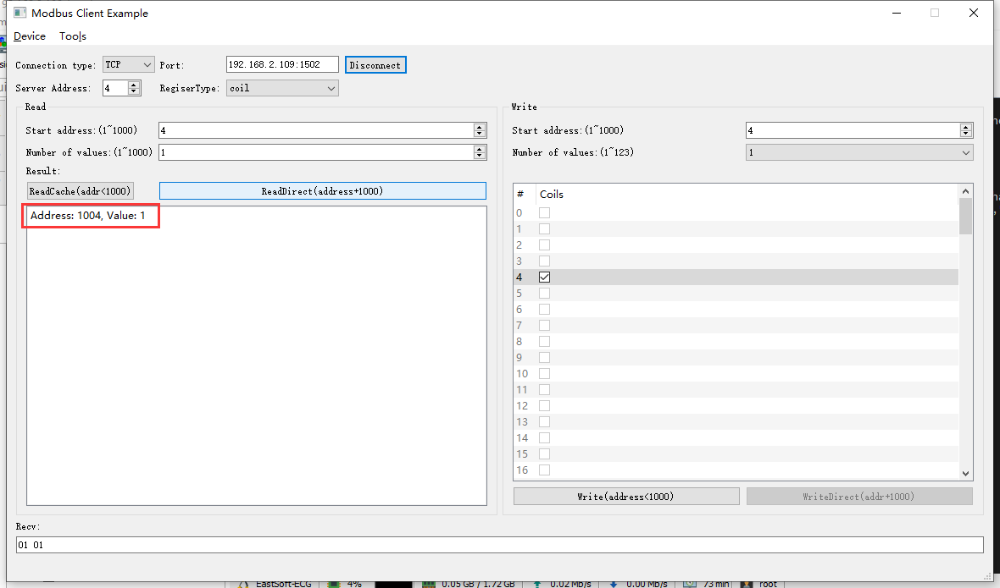 Modbus Client Example
Device Tools
Connection type: TCP Port: 192.168.2.109:1502 Disconnect
Server Address: 4 RegiserType: coil
Read
Start address:(1~1000) 4
Number of values:(1~1000) 1
Result:
ReadCache(addr<1000) ReadDirect(address+1000)
Address: 1004, Value: 1
Write
Start address:(1~1000) 4
Number of values:(1~123) 1
# Coils
0
1
2
3
4
5
6
7
8
9
10
11
12
13
14
15
16
Write(address<1000) WriteDirect(addr+1000)
Recv:
01 01
EastSoft-ECG 4% 0.05 GB / 1.72 GB 0.02 Mb/s 0.00 Mb/s 73 min root